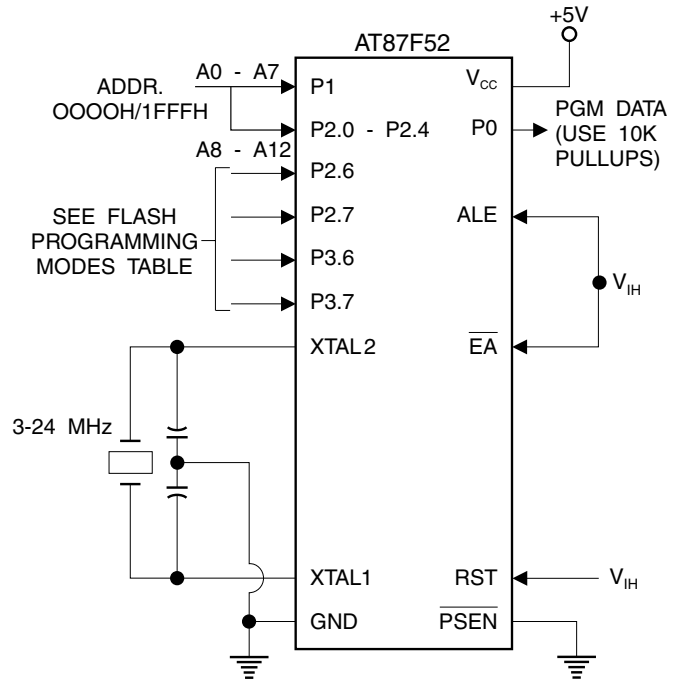 +5V
AT87F52
ADDR.
OOOOH/1FFFH
A0 - A7
P1
VCC
P2.0 - P2.4
P0
PGM DATA
(USE 10K
PULLUPS)
A8 - A12
P2.6
SEE FLASH
PROGRAMMING
MODES TABLE
P2.7
ALE
P3.6
VIH
P3.7
XTAL2
EA
3-24 MHz
XTAL1
RST
VIH
GND
PSEN